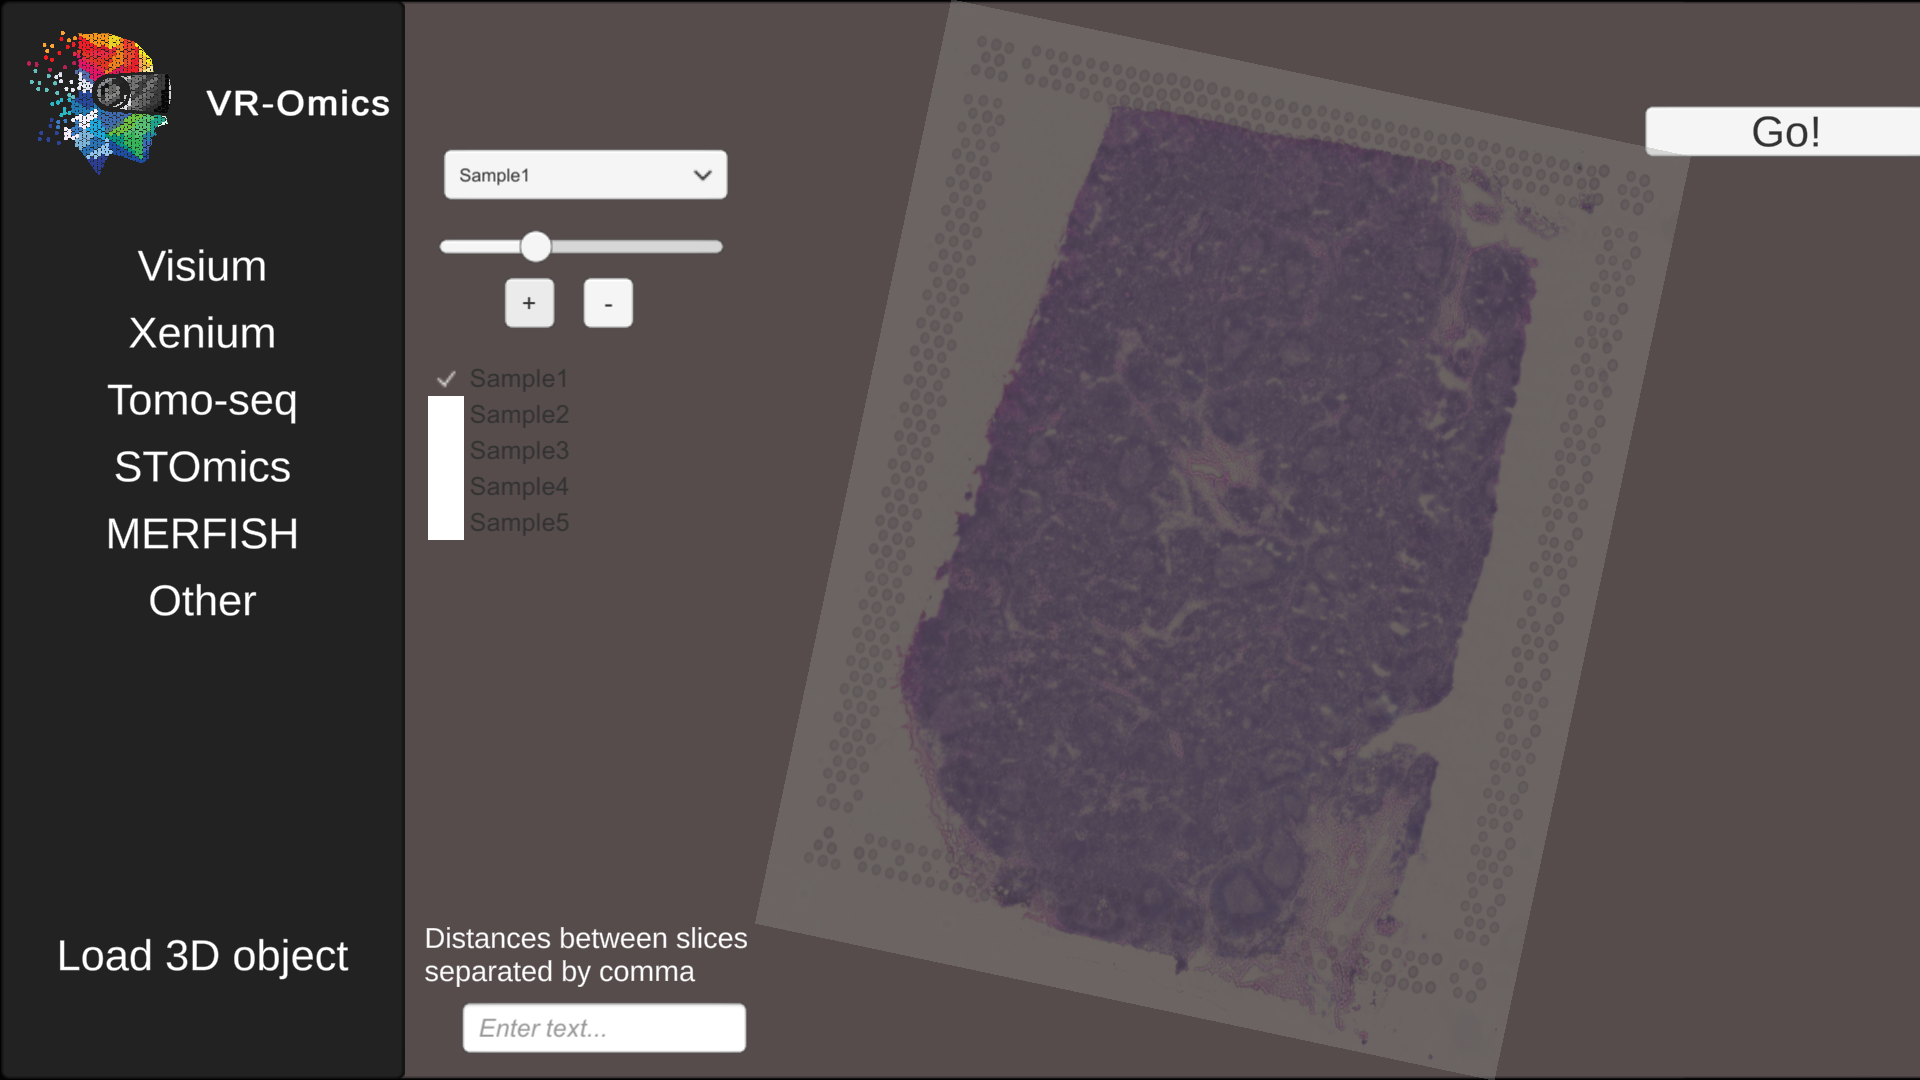 VR-Omics
Visium
Xenium
Tomo-seq
STOmics
MERFISH
Other
Load 3D object
Sample1
+
-
Sample1
Sample2
Sample3
Sample4
Sample5
Distances between slices
separated by comma
Enter text...
Go!